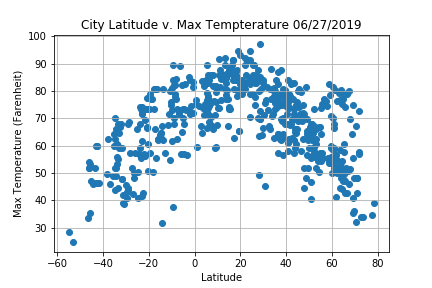 City Latitude v. Max Tempterature 06/27/2019
Max Temperature (Farenheit)
100
90
80
70
60
50
40
30
−60 −40 −20 0 20 40 60 80
Latitude